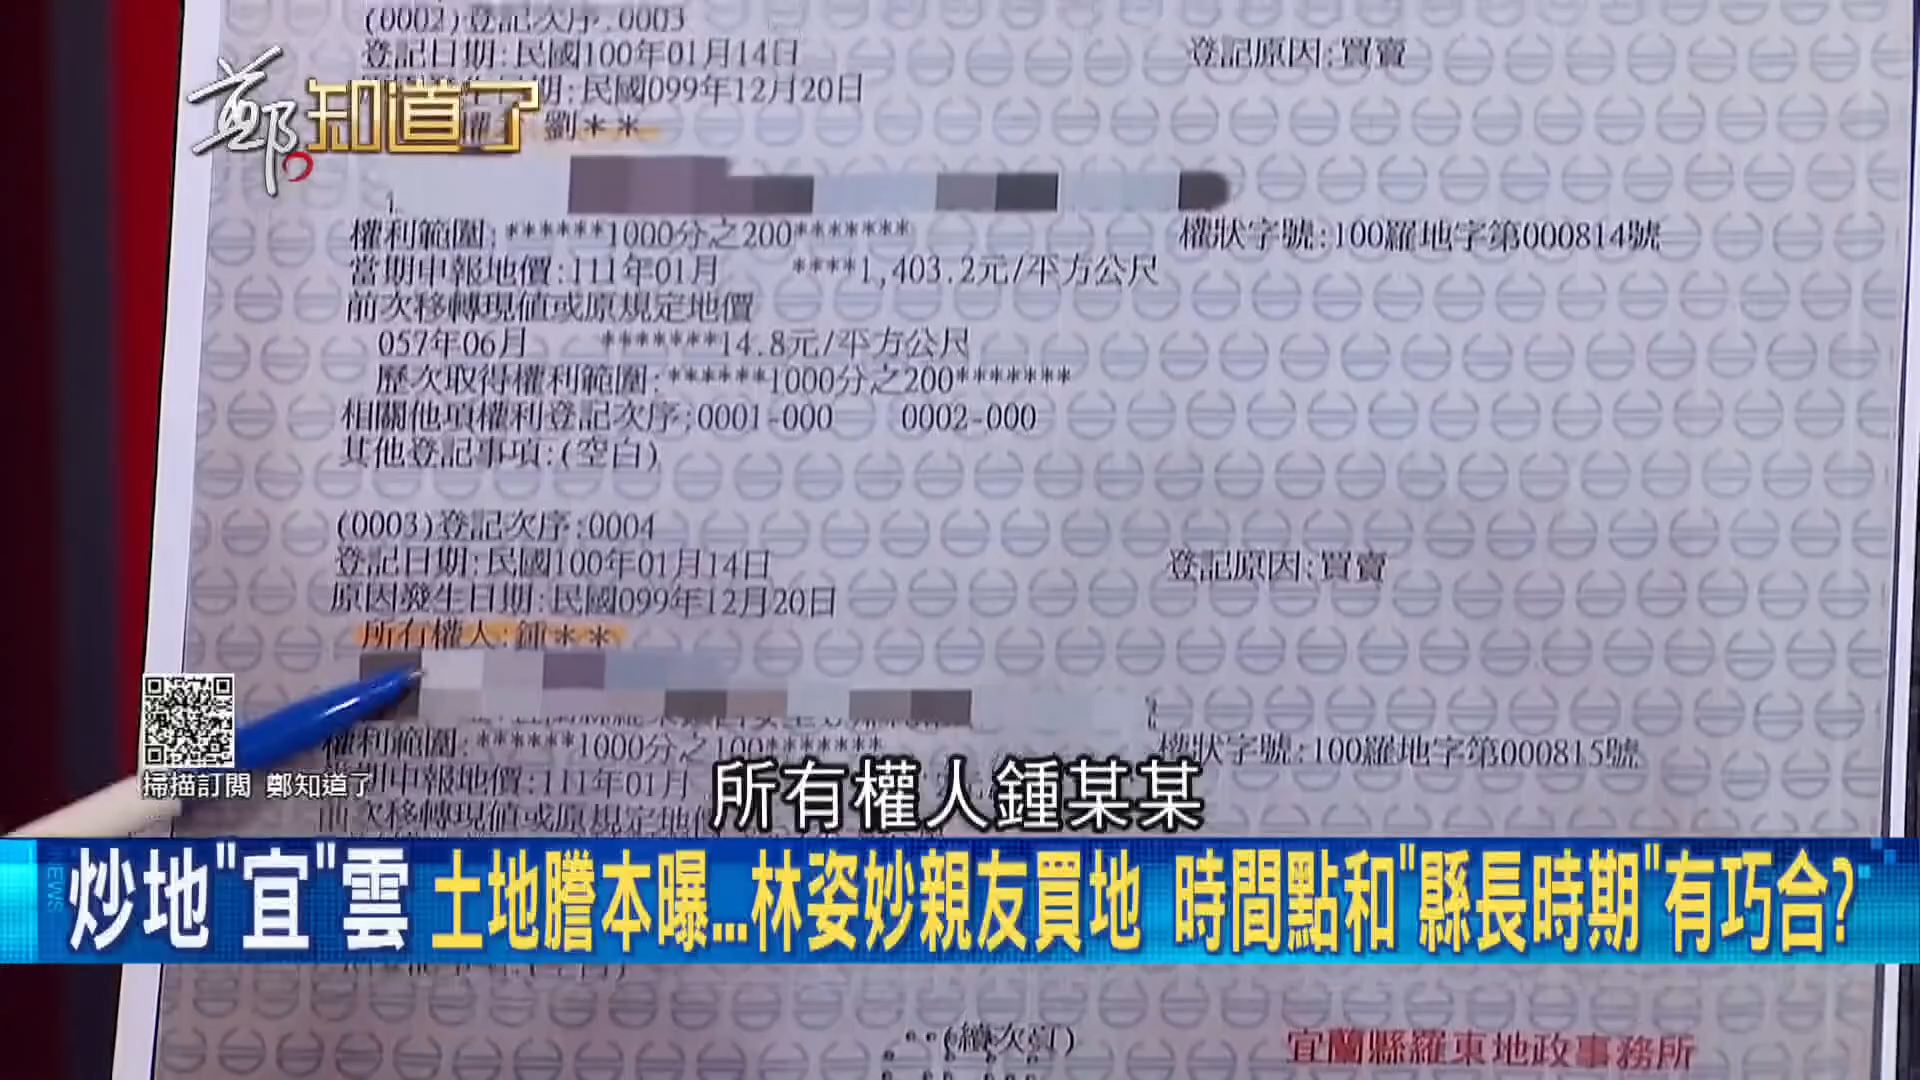 (0002)登記次序:0003
登記日期:民國100年01月14日 登記原因:買賣
期:民國099年12月20日
鄭知道了
權人:劉＊＊
權利範圍:******1000分之200******* 權狀字號:100羅地字第000814號
當期申報地價:111年01月 ****1,403.2元/平方公尺
前次移轉現值或原規定地價
057年06月 *******14.8元/平方公尺
歷次取得權利範圍:******1000分之200*******
相關他項權利登記次序:0001-000 0002-000
其他登記事項:(空白)
(0003)登記次序:0004
登記日期:民國100年01月14日 登記原因:買賣
原因發生日期:民國099年12月20日
所有權人:鍾＊＊
權利範圍:******1000分之100******* 權狀字號:100羅地字第000815號
期申報地價:111年01月
掃描訂閱 鄭知道了
前次移轉現值或原規定地價
所有權人鍾某某
NEWS
炒地"宜"雲 土地謄本曝...林姿妙親友買地 時間點和"縣長時期"有巧合?
(續次頁)
宜蘭縣羅東地政事務所